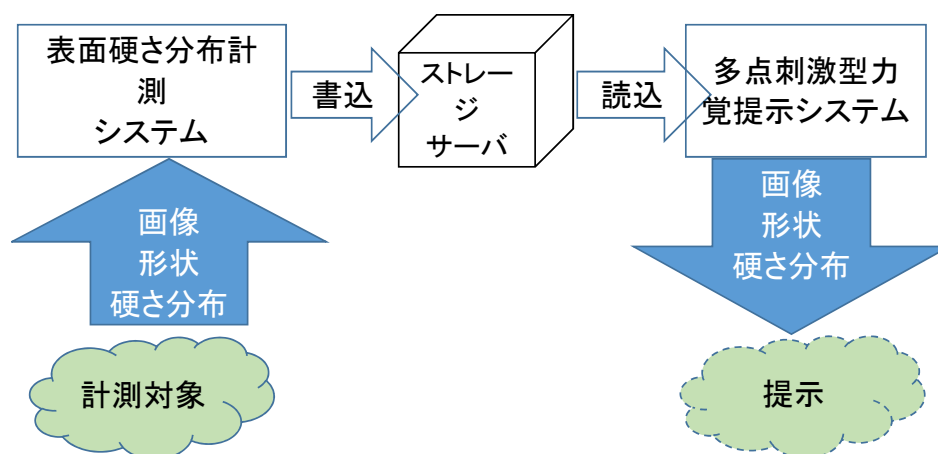 表面硬さ分布計
測
システム
書込
ストレー
ジ
サーバ
読込
多点刺激型力
覚提示システム
画像
形状
硬さ分布
画像
形状
硬さ分布
計測対象
提示